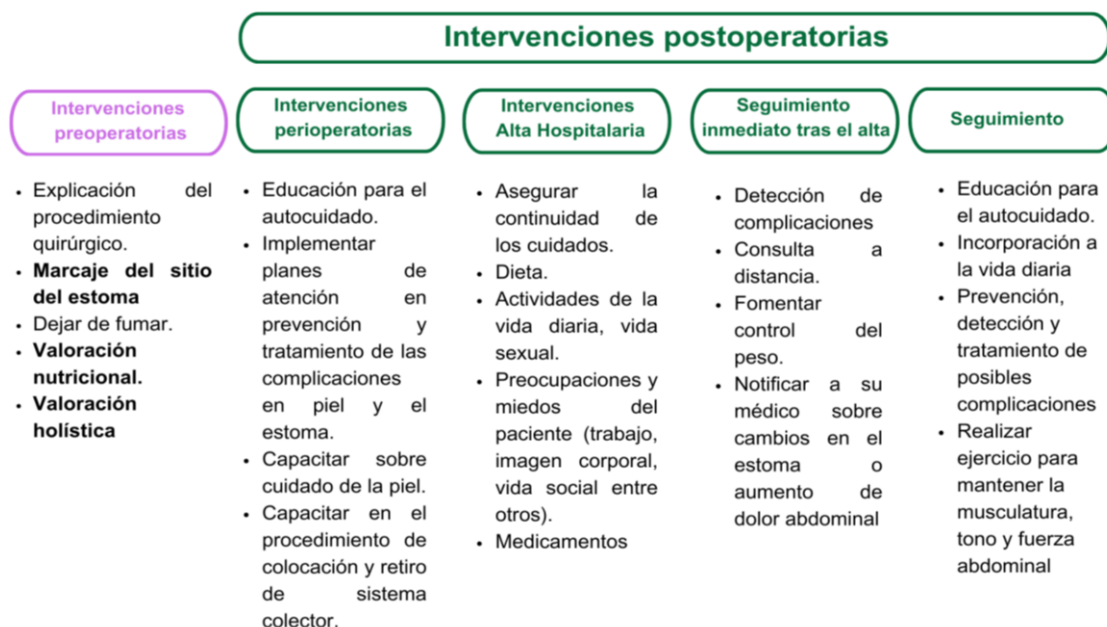 Intervenciones postoperatorias
Intervenciones
preoperatorias
Intervenciones
perioperatorias
Intervenciones
Alta Hospitalaria
Seguimiento
inmediato tras el alta
Seguimiento
• Explicación del
procedimiento
quirúrgico.
• Marcaje del sitio
del estoma
• Dejar de fumar.
• Valoración
nutricional.
• Valoración
holística
• Educación para el
autocuidado.
• Implementar
planes de
atención en
prevención y
tratamiento de las
complicaciones
en piel y el
estoma.
• Capacitar sobre
cuidado de la piel.
• Capacitar en el
procedimiento de
colocación y retiro
de sistema
colector.
• Asegurar la
continuidad de
los cuidados.
• Dieta.
• Actividades de la
vida diaria, vida
sexual.
• Preocupaciones y
miedos del
paciente (trabajo,
imagen corporal,
vida social entre
otros).
• Medicamentos
• Detección de
complicaciones
• Consulta a
distancia.
• Fomentar
control del
peso.
• Notificar a su
médico sobre
cambios en el
estoma o
aumento de
dolor abdominal
• Educación para
el autocuidado.
• Incorporación a
la vida diaria
• Prevención,
detección y
tratamiento de
posibles
complicaciones
• Realizar
ejercicio para
mantener la
musculatura,
tono y fuerza
abdominal